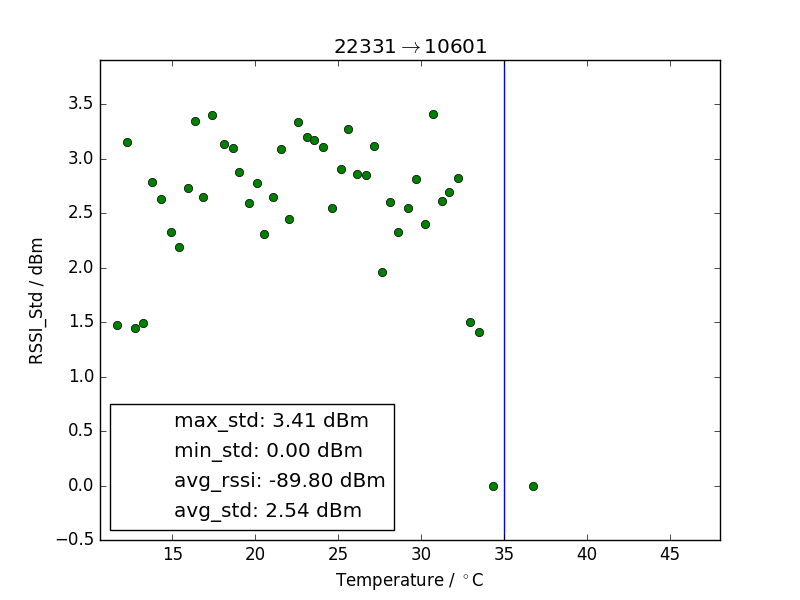 22331→10601
RSSI_Std / dBm
3.5
3.0
2.5
2.0
1.5
1.0
0.5
0.0
−0.5
max_std: 3.41 dBm
min_std: 0.00 dBm
avg_rssi: -89.80 dBm
avg_std: 2.54 dBm
15 20 25 30 35 40 45
Temperature / °C